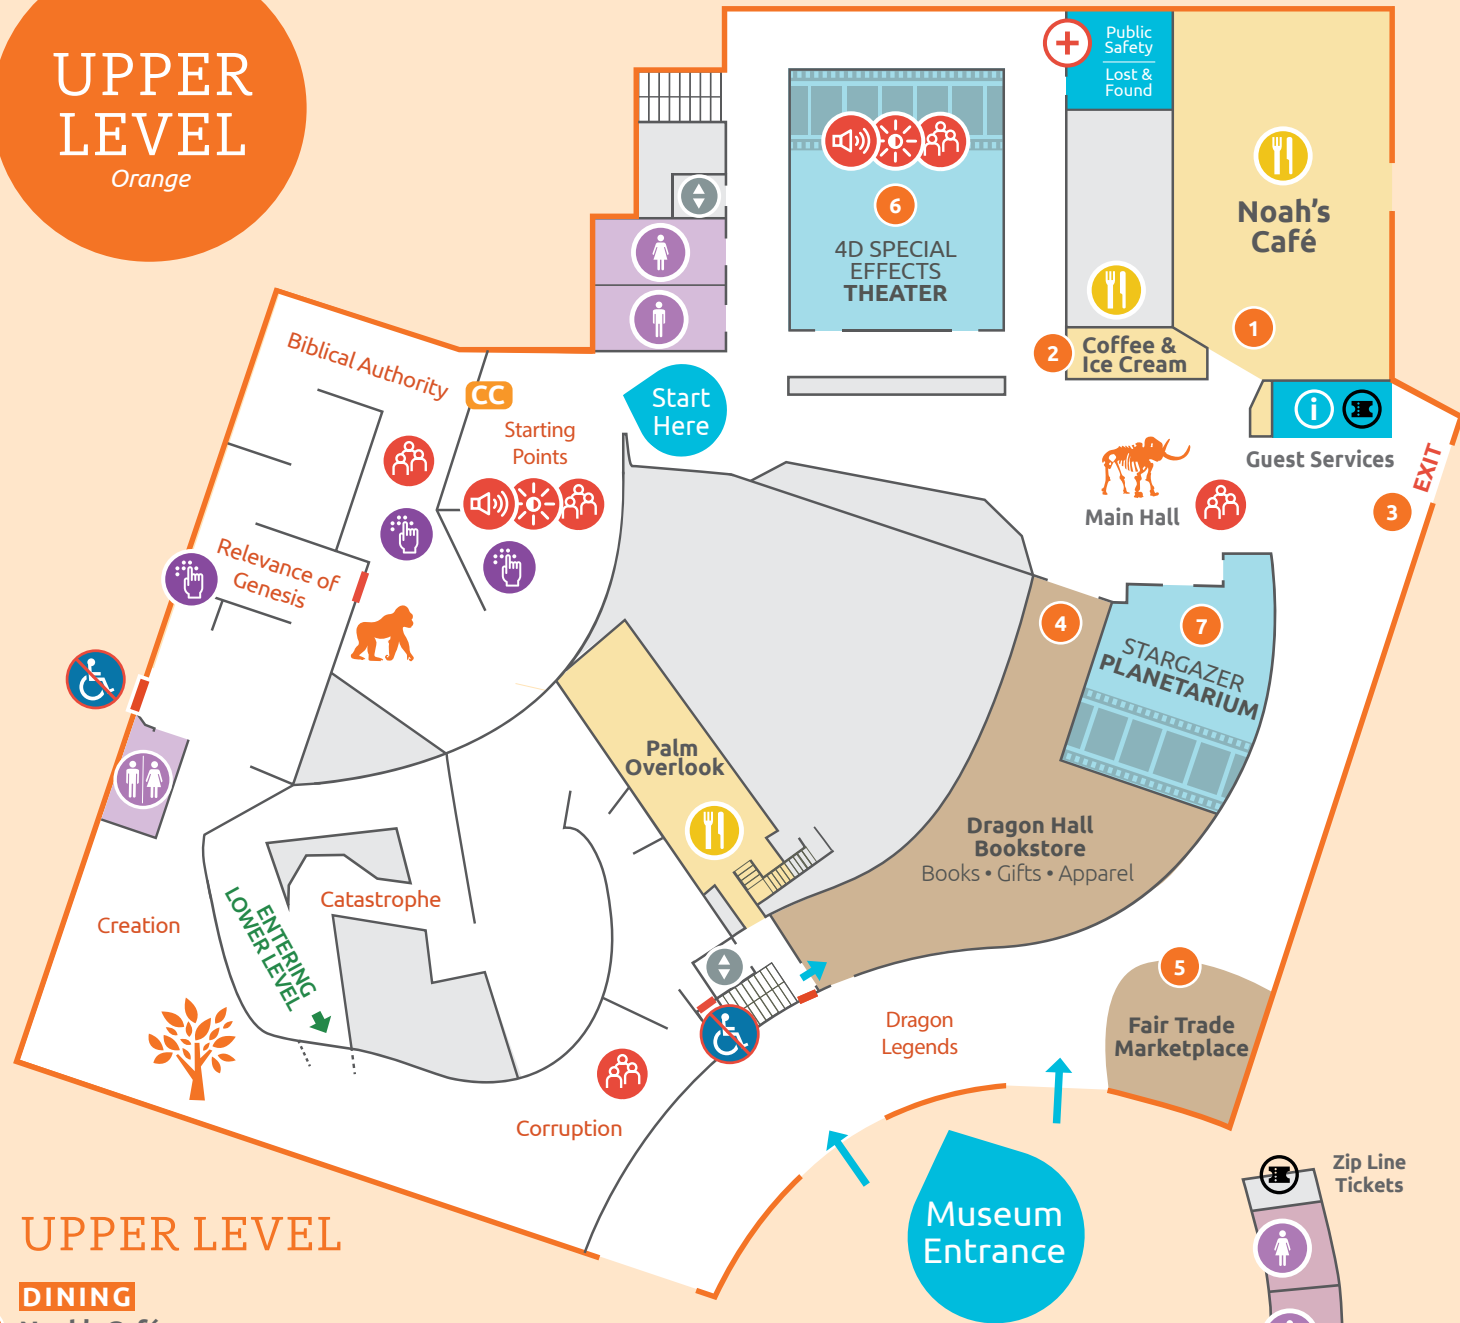 UPPER
LEVEL
Orange
Public
Safety
Lost &
Found
Noah's
Café
6
4D SPECIAL
EFFECTS
THEATER
1
2
Coffee &
Ice Cream
Biblical Authority
CC
Start
Here
Starting
Points
i
Guest Services
EXIT
Main Hall
3
Relevance of
Genesis
4
7
STARGAZER
PLANETARIUM
Palm
Overlook
Dragon Hall
Bookstore
Books • Gifts • Apparel
Catastrophe
Creation
ENTERING
LOWER LEVEL
5
Dragon
Legends
Fair Trade
Marketplace
Corruption
Zip Line
Tickets
Museum
Entrance
UPPER LEVEL
DINING